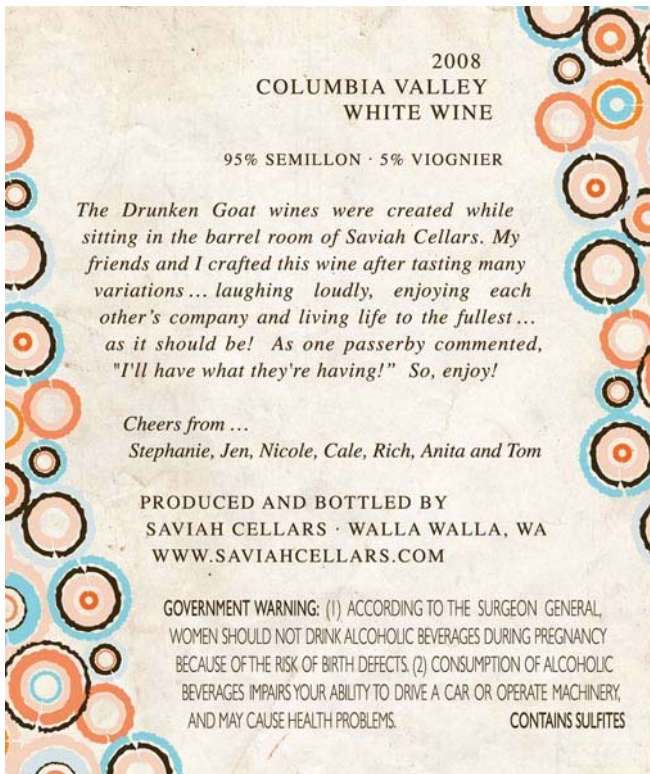 2008
COLUMBIA VALLEY
WHITE WINE
95% SEMILLON · 5% VIOGNIER
The Drunken Goat wines were created while
sitting in the barrel room of Saviah Cellars. My
friends and I crafted this wine after tasting many
variations ... laughing loudly, enjoying each
other's company and living life to the fullest ...
as it should be! As one passerby commented,
"I'll have what they're having!” So, enjoy!
Cheers from ...
Stephanie, Jen, Nicole, Cale, Rich, Anita and Tom
PRODUCED AND BOTTLED BY
SAVIAH CELLARS · WALLA WALLA, WA
WWW.SAVIAHCELLARS.COM
GOVERNMENT WARNING: (1) ACCORDING TO THE SURGEON GENERAL,
WOMEN SHOULD NOT DRINK ALCOHOLIC BEVERAGES DURING PREGNANCY
BECAUSE OF THE RISK OF BIRTH DEFECTS. (2) CONSUMPTION OF ALCOHOLIC
BEVERAGES IMPAIRS YOUR ABILITY TO DRIVE A CAR OR OPERATE MACHINERY,
AND MAY CAUSE HEALTH PROBLEMS. CONTAINS SULFITES